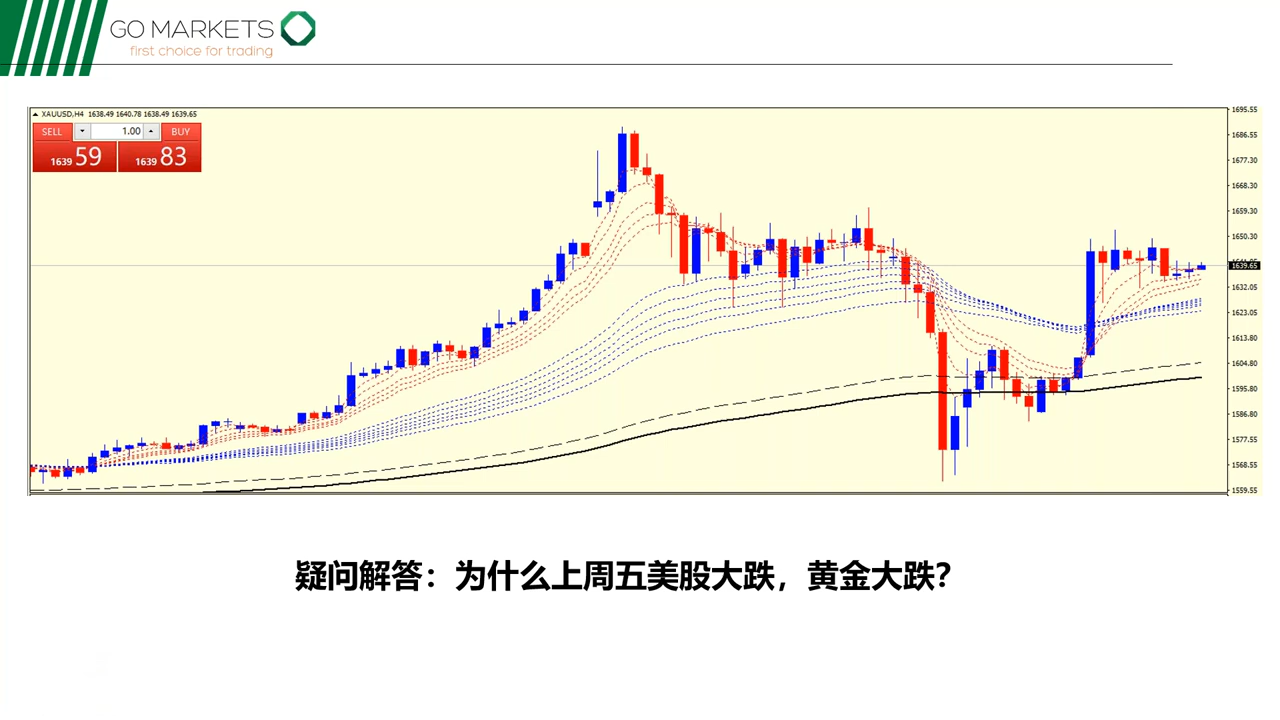 GO MARKETS
first choice for trading
XAUUSD,H4 1638.49 1640.78 1638.49 1639.65
SELL 1.00 BUY
1639 59 1639 83
1695.55
1686.55
1677.30
1668.30
1659.30
1650.30
1639.65
1632.05
1623.05
1613.80
1604.80
1595.80
1586.80
1577.55
1568.55
1559.55
疑问解答：为什么上周五美股大跌，黄金大跌？